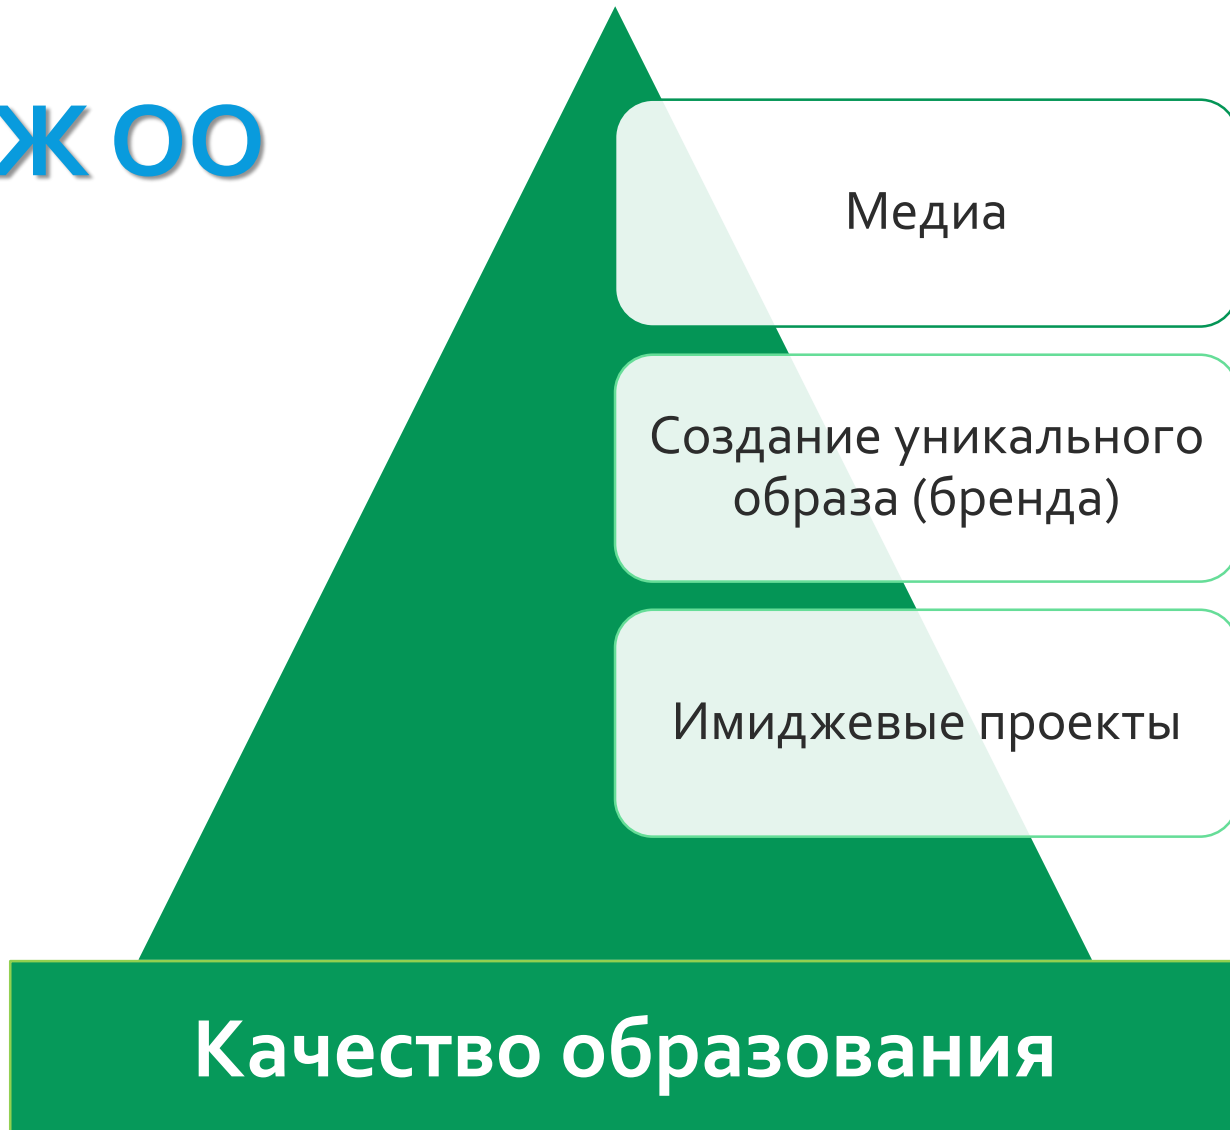 Ж ОО
Медиа
Создание уникального
образа (бренда)
Имиджевые проекты
Качество образования